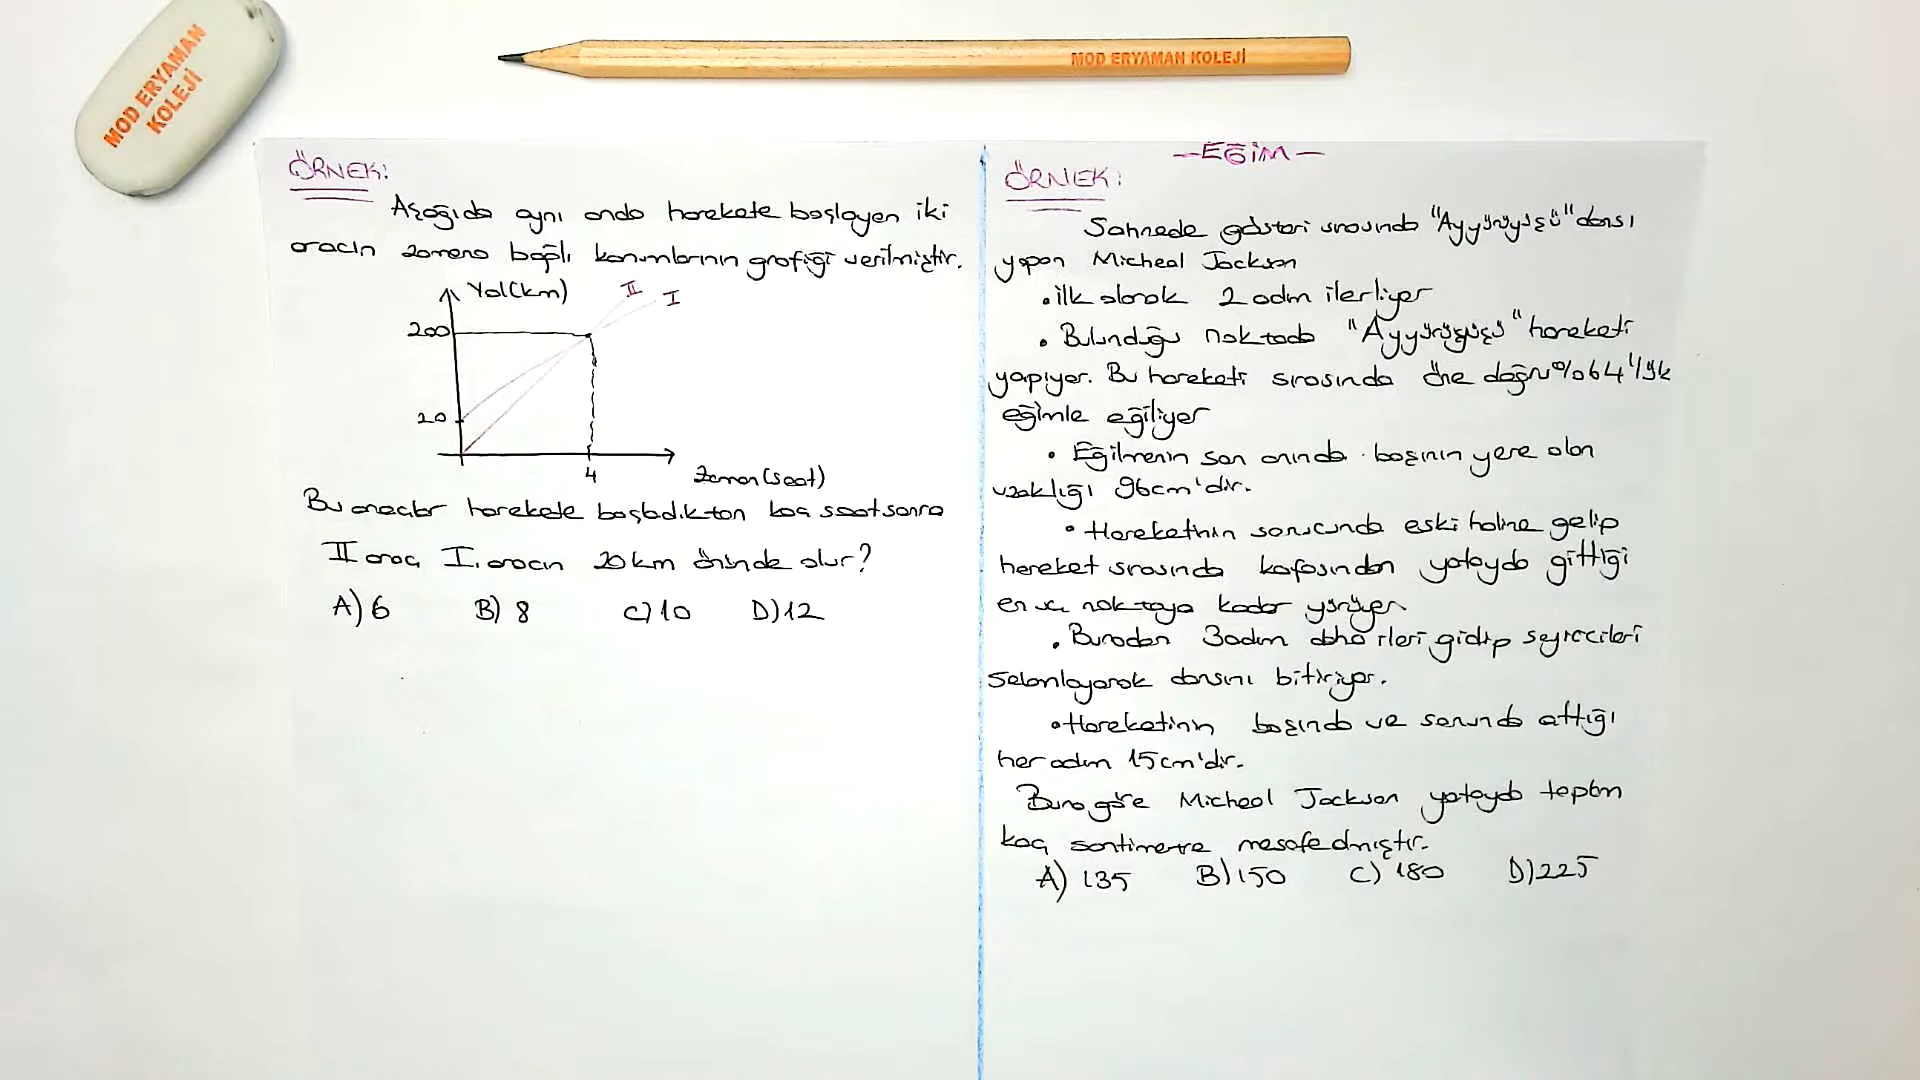 MOD ERYAMAN
KOLEJİ
MOD ERYAMAN KOLEJİ
ÖRNEK:
Aşağıda aynı anda harekete başlayan iki
aracın zamana bağlı konumlarının grafiği verilmiştir.
Yol(km)
II
I
200
20
4
Zaman(saat)
Bu araçlar harekete başladıktan kaç saat sonra
II araç I. aracın 20km önünde olur?
A) 6 B) 8 C) 10 D) 12
-EĞİM-
ÖRNEK:
Sahnede gösteri sırasında "Ayyürüyüşü" dansı
yapan Micheal Jackson
• ilk olarak 2 adım ilerliyor
• Bulunduğu noktada "Ayyürüyüşü" hareketi
yapıyor. Bu hareketi sırasında öne doğru %64'lük
eğimle eğiliyor
• Eğilmenin son anında başının yere olan
uzaklığı 96cm'dir.
• Hareketinin sonucunda eski haline gelip
hareket sırasında kafasından yatayda gittiği
en uç noktaya kadar yürüyor.
• Buradan 3 adım daha ileri gidip seyircileri
selamlayarak dansını bitiriyor.
• Hareketinin başında ve sonunda attığı
her adım 15cm'dir.
Buna göre Micheal Jackson yatayda toplam
kaç santimetre mesafe
A) 135 B) 150 C) 180 D) 225